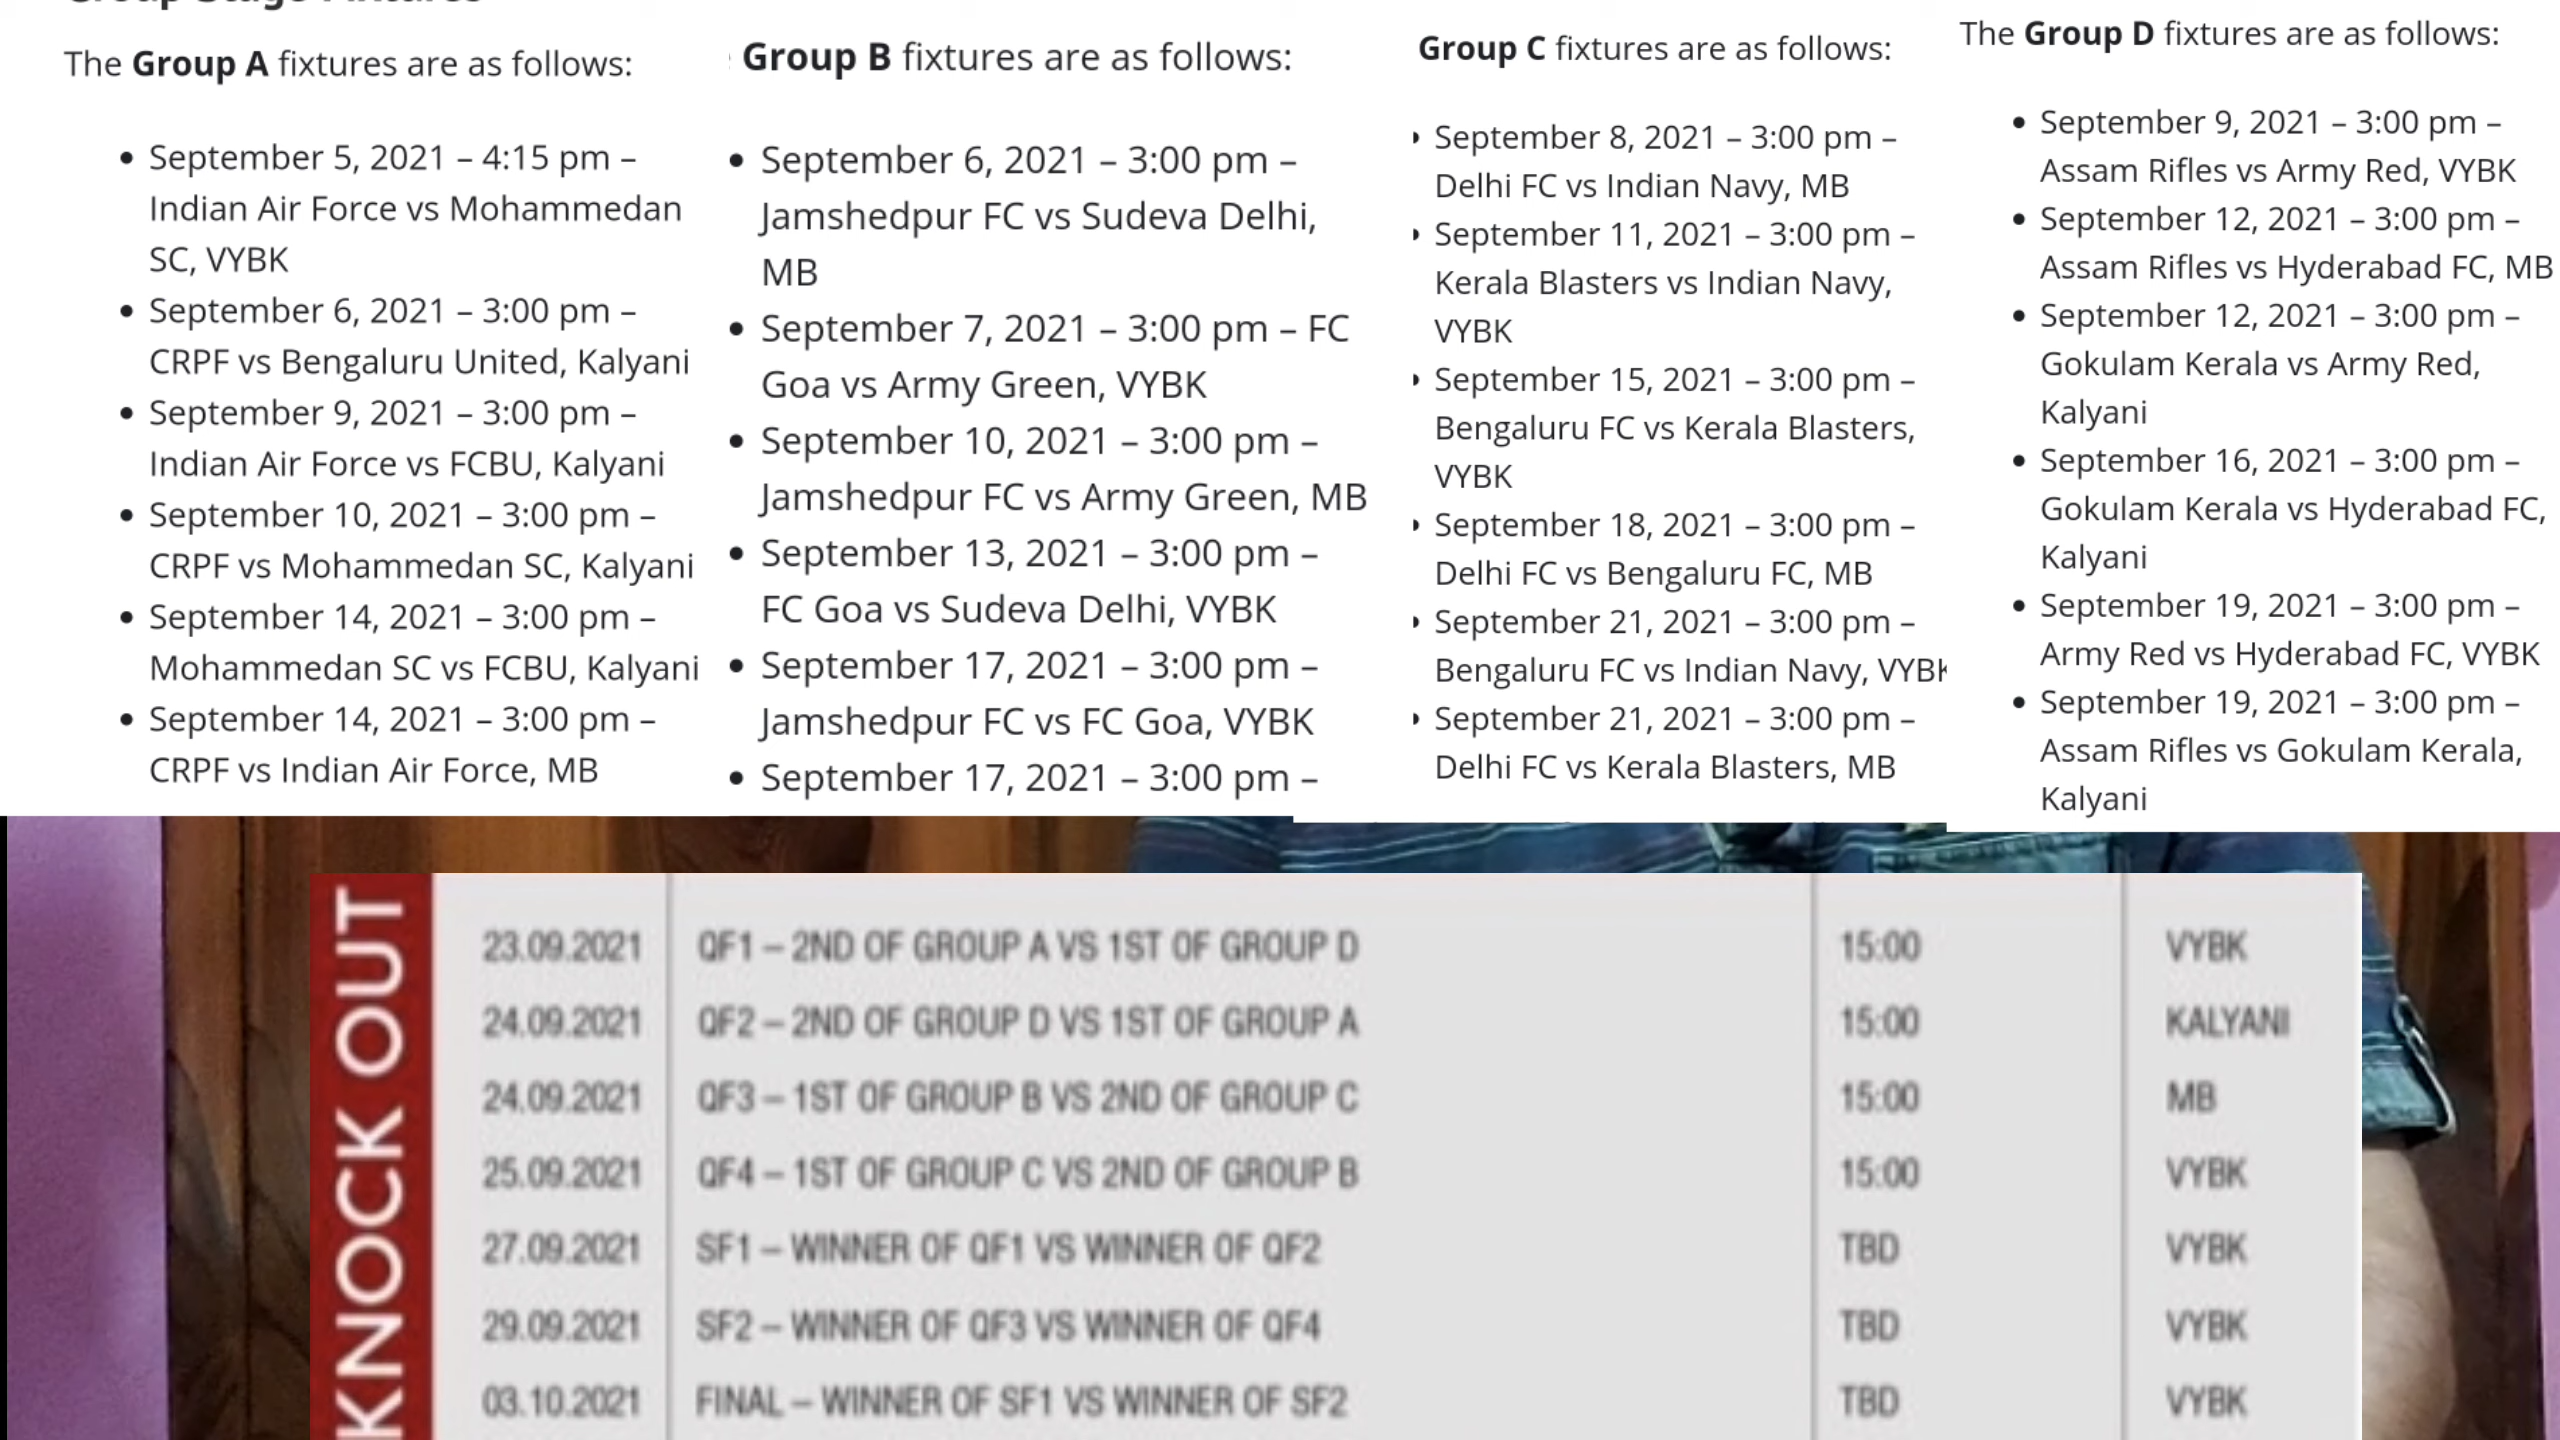 Group Stage Fixtures
The Group A fixtures are as follows:
• September 5, 2021 – 4:15 pm –
Indian Air Force vs Mohammedan
SC, VYBK
• September 6, 2021 – 3:00 pm –
CRPF vs Bengaluru United, Kalyani
• September 9, 2021 – 3:00 pm –
Indian Air Force vs FCBU, Kalyani
• September 10, 2021 – 3:00 pm –
CRPF vs Mohammedan SC, Kalyani
• September 14, 2021 – 3:00 pm –
Mohammedan SC vs FCBU, Kalyani
• September 14, 2021 – 3:00 pm –
CRPF vs Indian Air Force, MB
Group B fixtures are as follows:
• September 6, 2021 – 3:00 pm –
Jamshedpur FC vs Sudeva Delhi,
MB
• September 7, 2021 – 3:00 pm – FC
Goa vs Army Green, VYBK
• September 10, 2021 – 3:00 pm –
Jamshedpur FC vs Army Green, MB
• September 13, 2021 – 3:00 pm –
FC Goa vs Sudeva Delhi, VYBK
• September 17, 2021 – 3:00 pm –
Jamshedpur FC vs FC Goa, VYBK
• September 17, 2021 – 3:00 pm –
Group C fixtures are as follows:
• September 8, 2021 – 3:00 pm –
Delhi FC vs Indian Navy, MB
• September 11, 2021 – 3:00 pm –
Kerala Blasters vs Indian Navy,
VYBK
• September 15, 2021 – 3:00 pm –
Bengaluru FC vs Kerala Blasters,
VYBK
• September 18, 2021 – 3:00 pm –
Delhi FC vs Bengaluru FC, MB
• September 21, 2021 – 3:00 pm –
Bengaluru FC vs Indian Navy, VYBK
• September 21, 2021 – 3:00 pm –
Delhi FC vs Kerala Blasters, MB
The Group D fixtures are as follows:
• September 9, 2021 – 3:00 pm –
Assam Rifles vs Army Red, VYBK
• September 12, 2021 – 3:00 pm –
Assam Rifles vs Hyderabad FC, MB
• September 12, 2021 – 3:00 pm –
Gokulam Kerala vs Army Red,
Kalyani
• September 16, 2021 – 3:00 pm –
Gokulam Kerala vs Hyderabad FC,
Kalyani
• September 19, 2021 – 3:00 pm –
Army Red vs Hyderabad FC, VYBK
• September 19, 2021 – 3:00 pm –
Assam Rifles vs Gokulam Kerala,
Kalyani
KNOCK OUT
23.09.2021 QF1 – 2ND OF GROUP A VS 1ST OF GROUP D 15:00 VYBK
24.09.2021 QF2 – 2ND OF GROUP D VS 1ST OF GROUP A 15:00 KALYANI
24.09.2021 QF3 – 1ST OF GROUP B VS 2ND OF GROUP C 15:00 MB
25.09.2021 QF4 – 1ST OF GROUP C VS 2ND OF GROUP B 15:00 VYBK
27.09.2021 SF1 – WINNER OF QF1 VS WINNER OF QF2 TBD VYBK
29.09.2021 SF2 – WINNER OF QF3 VS WINNER OF QF4 TBD VYBK
03.10.2021 FINAL – WINNER OF SF1 VS WINNER OF SF2 TBD VYBK